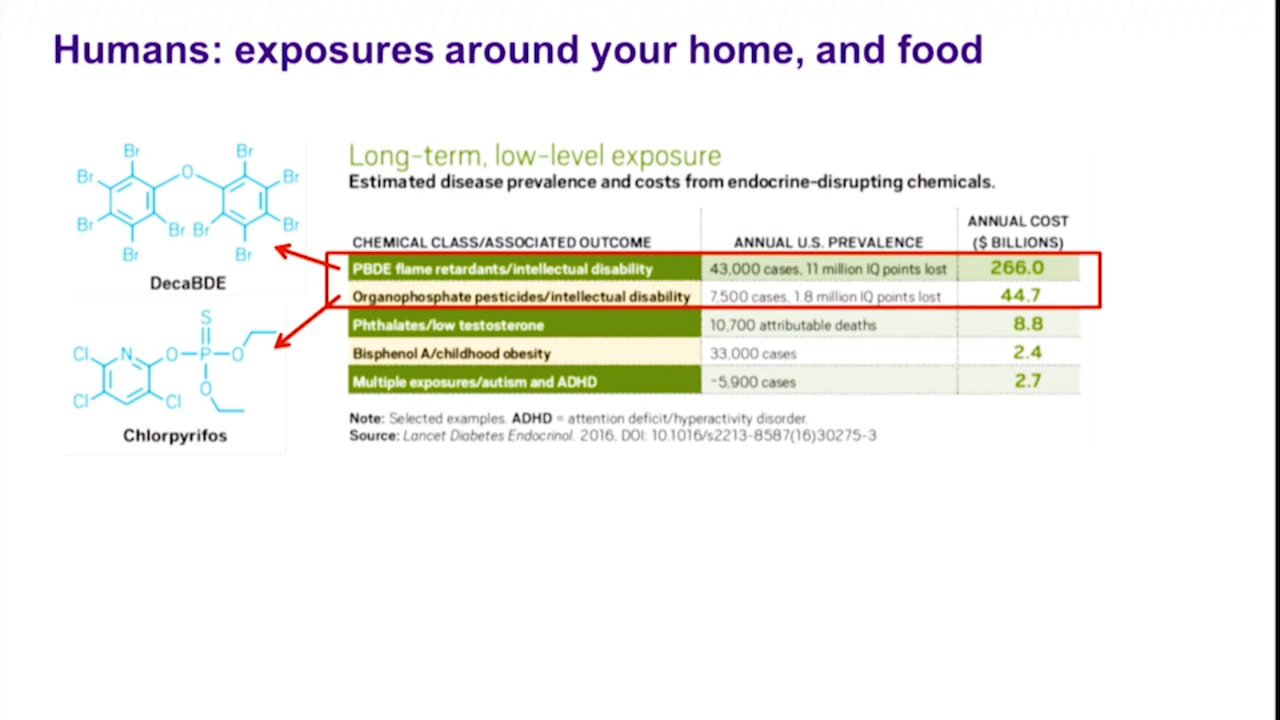 Humans: exposures around your home, and food
Br Br
Br O Br
Br Br Br Br
Br Br
DecaBDE
S
Cl N O P O
Cl Cl O
Chlorpyrifos
Long-term, low-level exposure
Estimated disease prevalence and costs from endocrine-disrupting chemicals.
CHEMICAL CLASS/ASSOCIATED OUTCOME ANNUAL U.S. PREVALENCE ANNUAL COST ($ BILLIONS)
PBDE flame retardants/intellectual disability 43,000 cases, 11 million IQ points lost 266.0
Organophosphate pesticides/intellectual disability 7,500 cases, 1.8 million IQ points lost 44.7
Phthalates/low testosterone 10,700 attributable deaths 8.8
Bisphenol A/childhood obesity 33,000 cases 2.4
Multiple exposures/autism and ADHD ~5,900 cases 2.7
Note: Selected examples. ADHD = attention deficit/hyperactivity disorder.
Source: Lancet Diabetes Endocrinol. 2016, DOI: 10.1016/s2213-8587(16)30275-3